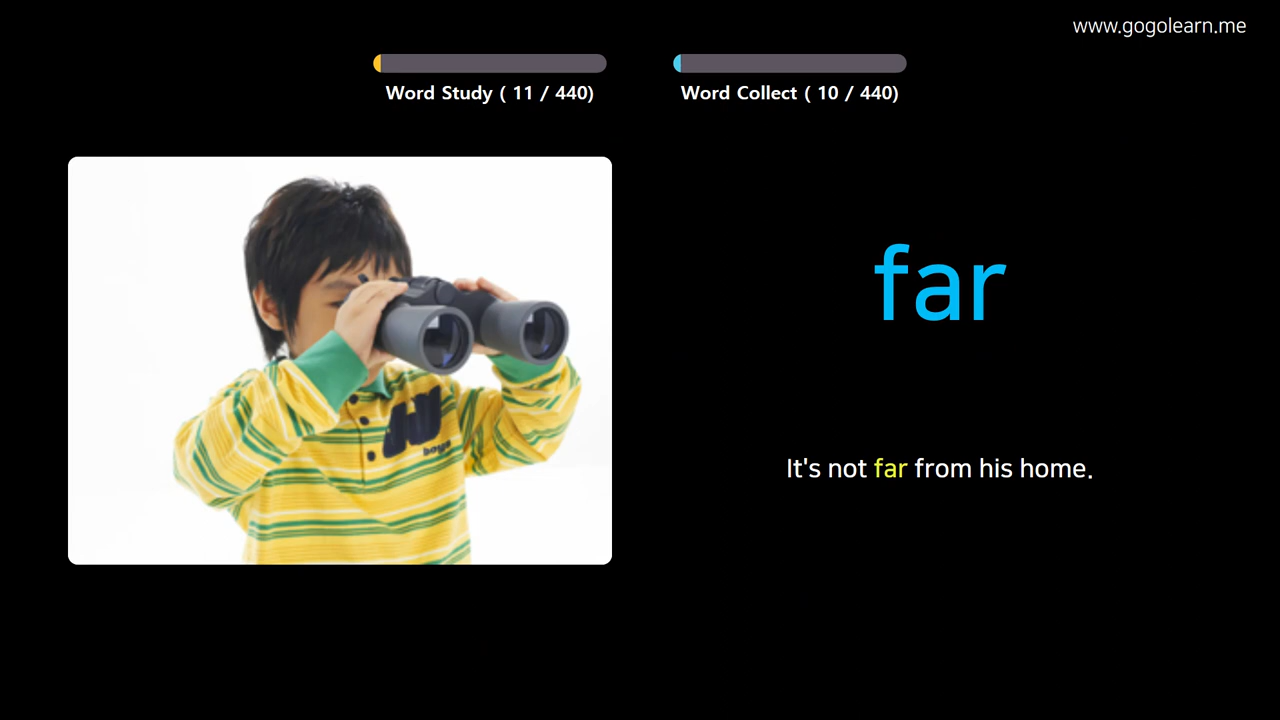 www.gogolearn.me
Word Study ( 11 / 440)
Word Collect ( 10 / 440)
far
It's not far from his home.